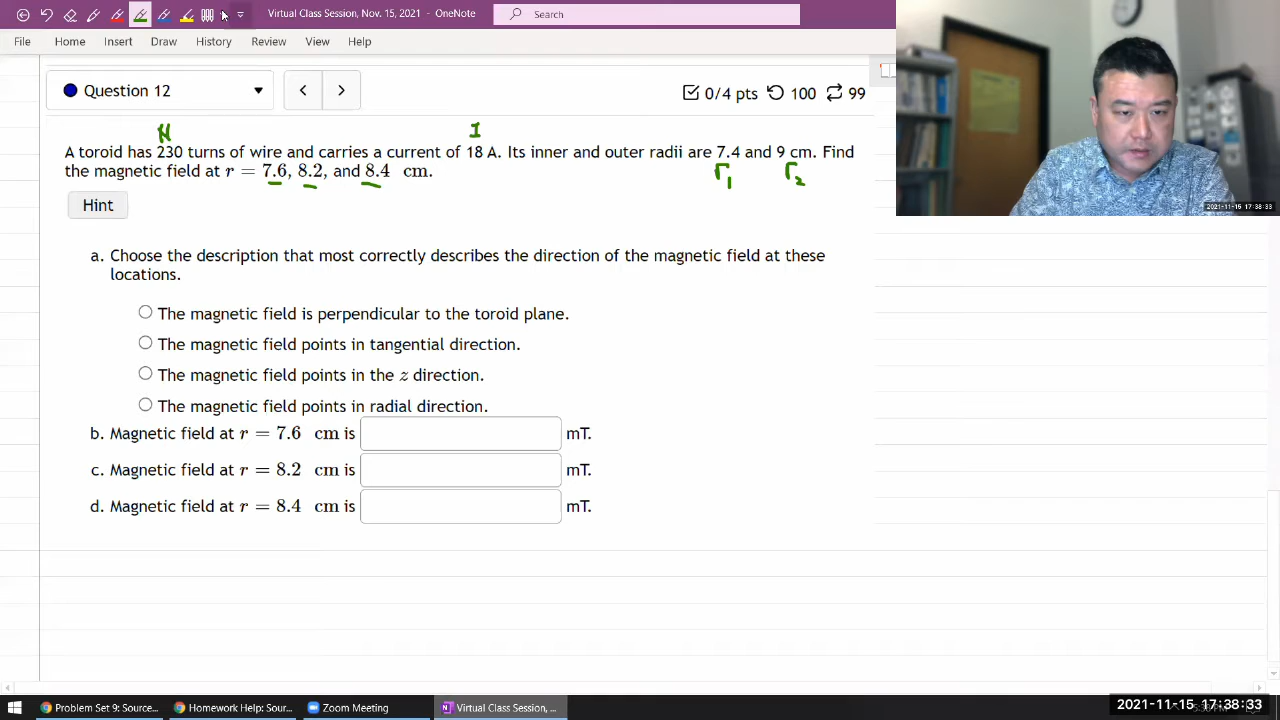 Virtual Class Session, Nov. 15, 2021 - OneNote
Search
File Home Insert Draw History Review View Help
Question 12
0/4 pts 100 99
N I
A toroid has 230 turns of wire and carries a current of 18 A. Its inner and outer radii are 7.4 and 9 cm. Find
the magnetic field at r = 7.6, 8.2, and 8.4 cm.
r1 r2
Hint
a. Choose the description that most correctly describes the direction of the magnetic field at these
locations.
The magnetic field is perpendicular to the toroid plane.
The magnetic field points in tangential direction.
The magnetic field points in the z direction.
The magnetic field points in radial direction.
b. Magnetic field at r = 7.6 cm is mT.
c. Magnetic field at r = 8.2 cm is mT.
d. Magnetic field at r = 8.4 cm is mT.
2021-11-15 17:38:33
Problem Set 9: Source...
Homework Help: Sour...
Zoom Meeting
Virtual Class Session, ...
2021-11-15 17:38:33